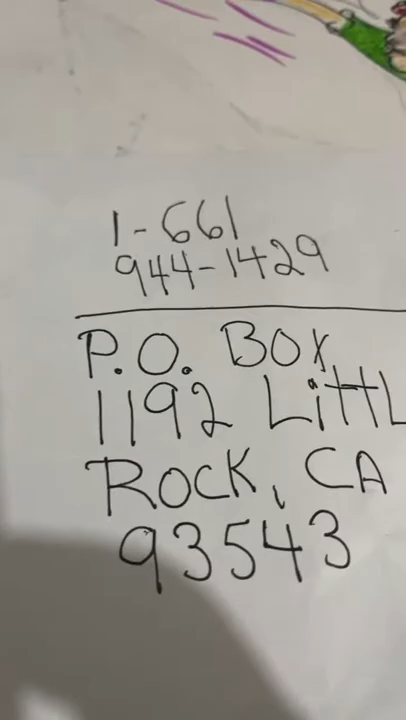 1-661
944-1429
P.O. BOX
1192 LittL
ROCK, CA
93543